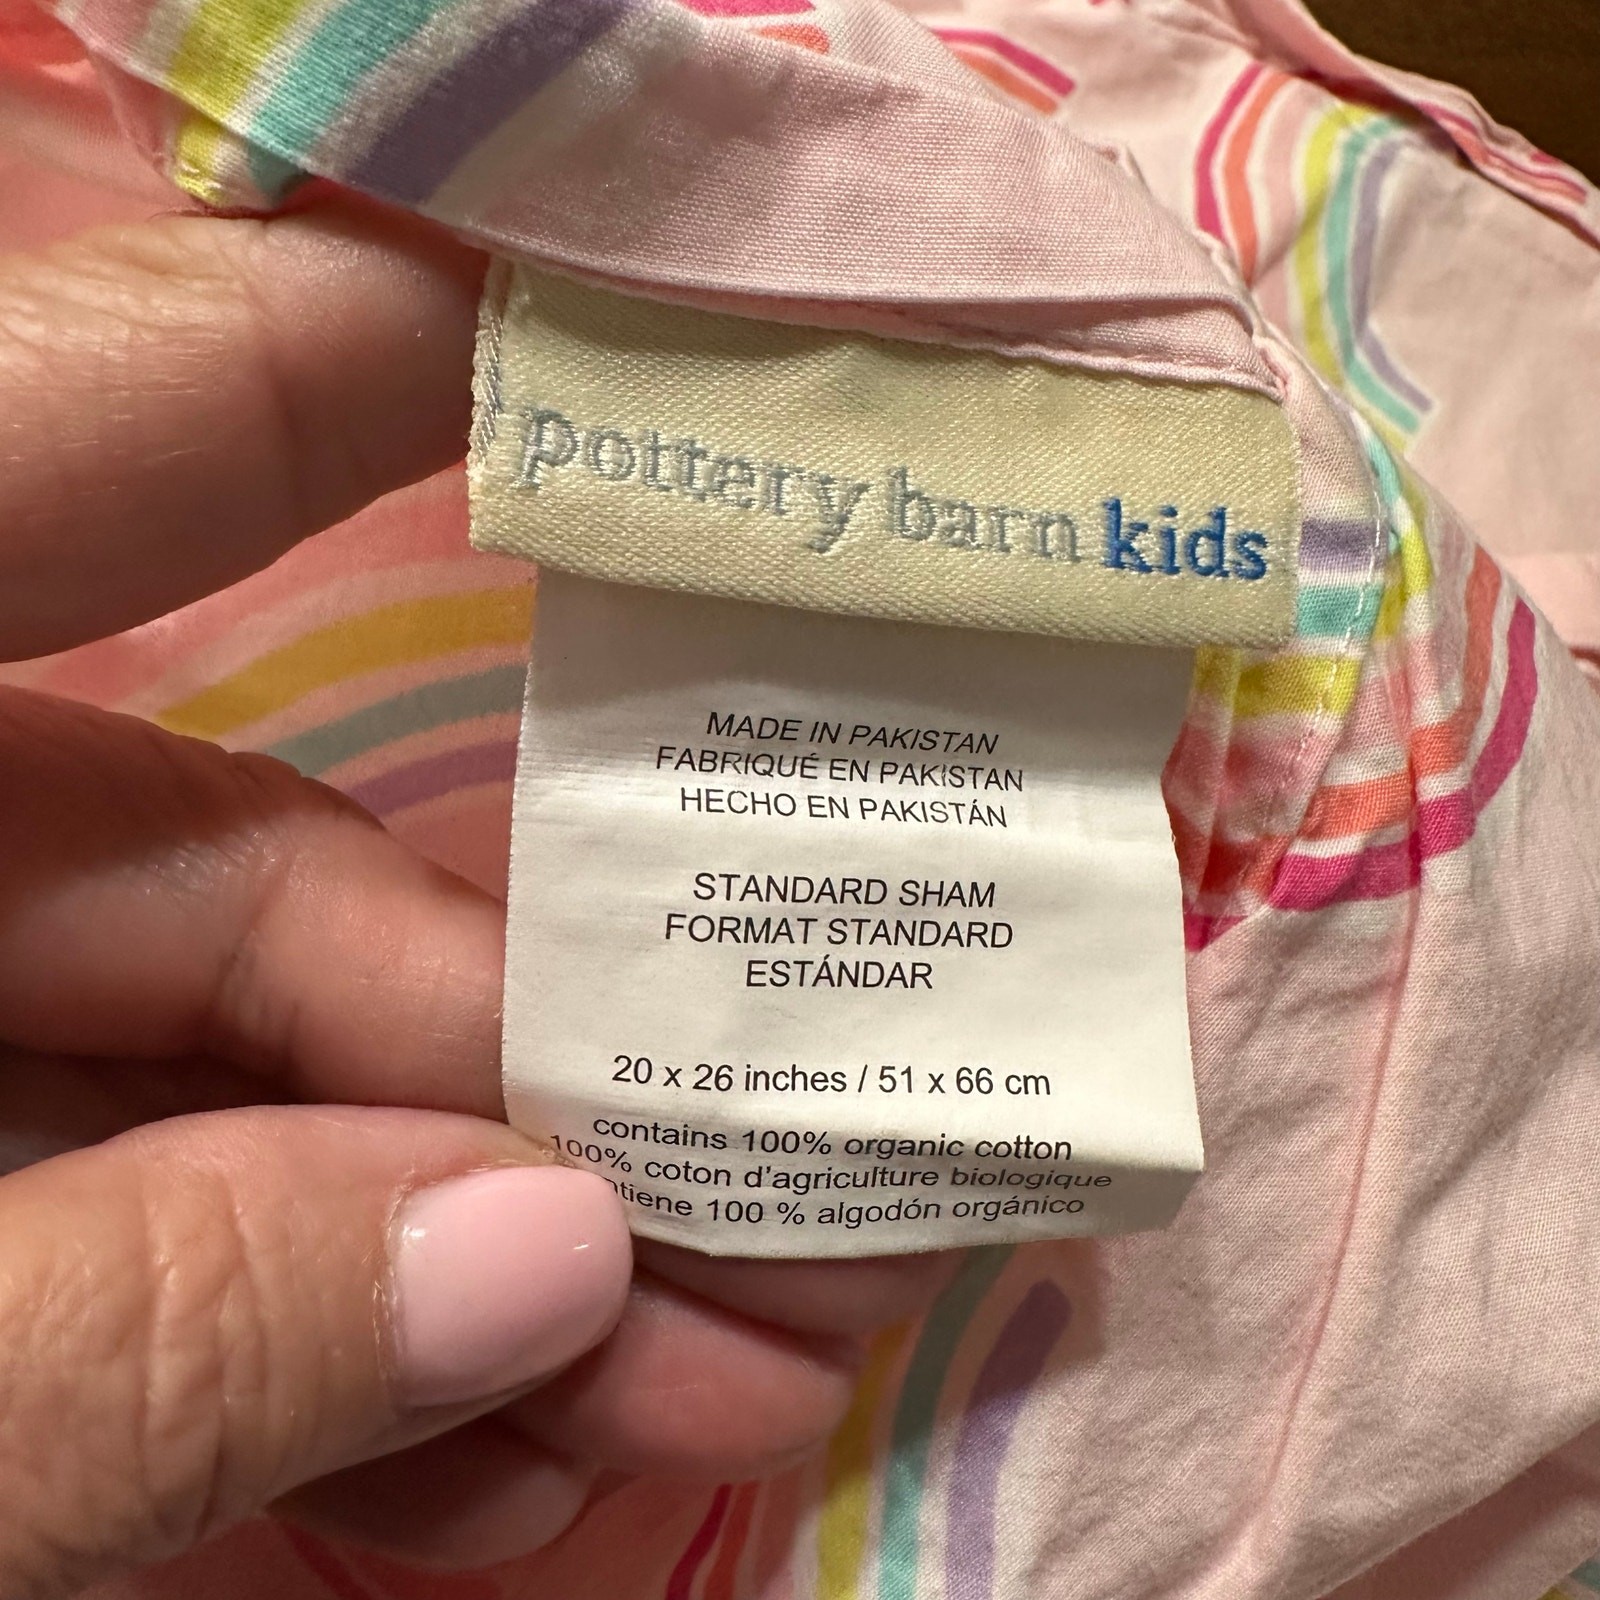 pottery barn kids
MADE IN PAKISTAN
FABRIQUÉ EN PAKISTAN
HECHO EN PAKISTÁN
STANDARD SHAM
FORMAT STANDARD
ESTÁNDAR
20 x 26 inches / 51 x 66 cm
contains 100% organic cotton
100% coton d'agriculture biologique
100 % algodón orgánico